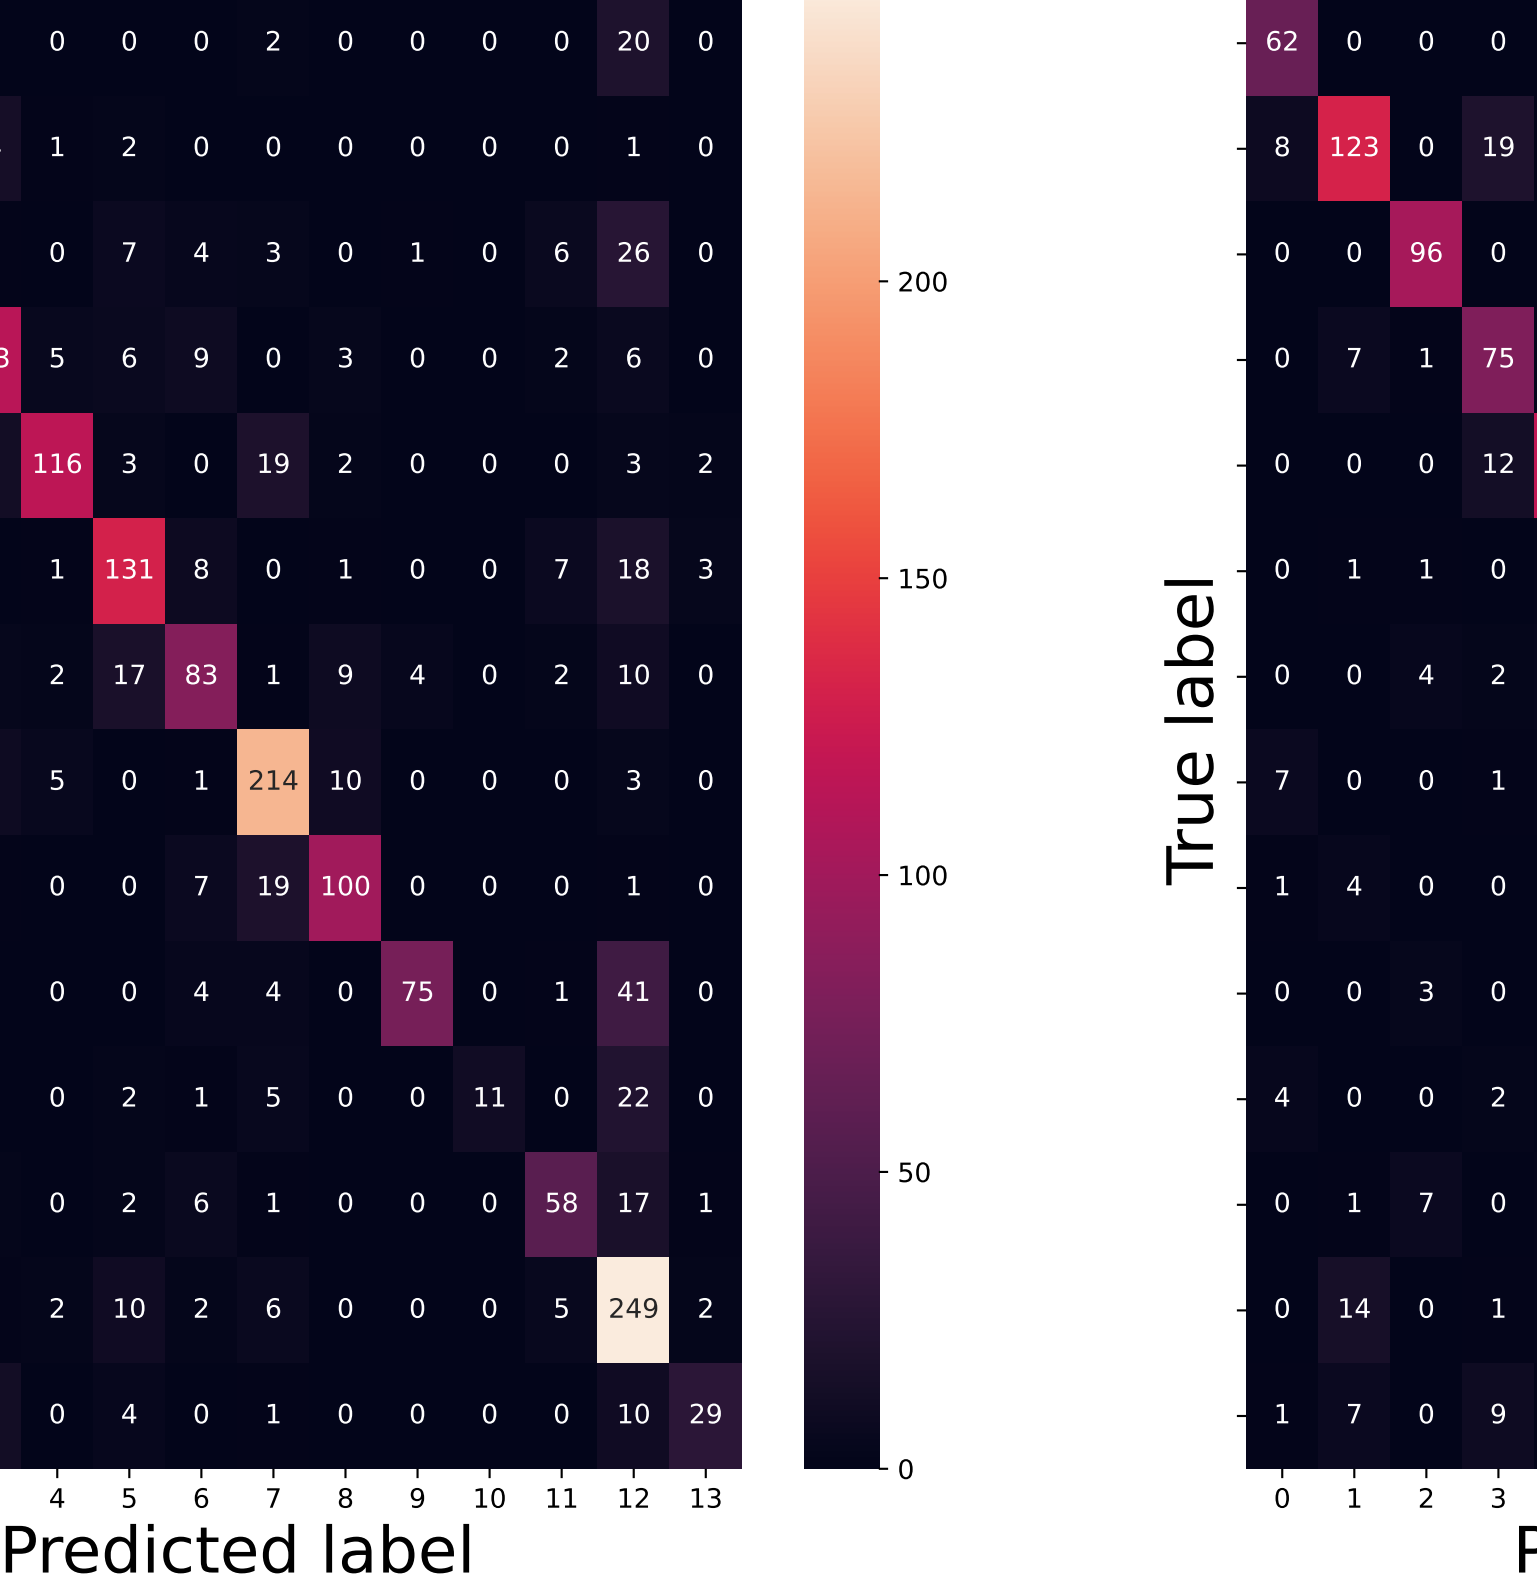 0 0 0 2 0 0 0 0 20 0
1 2 0 0 0 0 0 0 1 0
0 7 4 3 0 1 0 6 26 0
5 6 9 0 3 0 0 2 6 0
116 3 0 19 2 0 0 0 3 2
1 131 8 0 1 0 0 7 18 3
2 17 83 1 9 4 0 2 10 0
5 0 1 214 10 0 0 0 3 0
0 0 7 19 100 0 0 0 1 0
0 0 4 4 0 75 0 1 41 0
0 2 1 5 0 0 11 0 22 0
0 2 6 1 0 0 0 58 17 1
2 10 2 6 0 0 0 5 249 2
0 4 0 1 0 0 0 0 10 29
4 5 6 7 8 9 10 11 12 13
Predicted label
200
150
100
50
0
True label
62 0 0 0
8 123 0 19
0 0 96 0
0 7 1 75
0 0 0 12
0 1 1 0
0 0 4 2
7 0 0 1
1 4 0 0
0 0 3 0
4 0 0 2
0 1 7 0
0 14 0 1
1 7 0 9
0 1 2 3